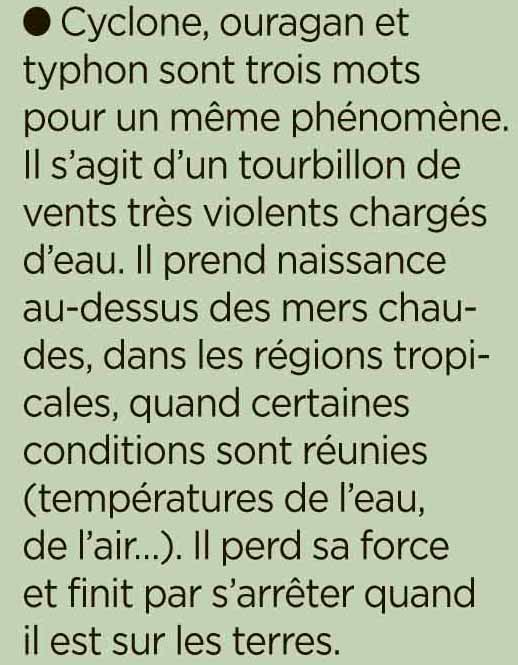 ● Cyclone, ouragan et
typhon sont trois mots
pour un même phénomène.
Il s’agit d’un tourbillon de
vents très violents chargés
d’eau. Il prend naissance
au-dessus des mers chau-
des, dans les régions tropi-
cales, quand certaines
conditions sont réunies
(températures de l’eau,
de l’air...). Il perd sa force
et finit par s’arrêter quand
il est sur les terres.